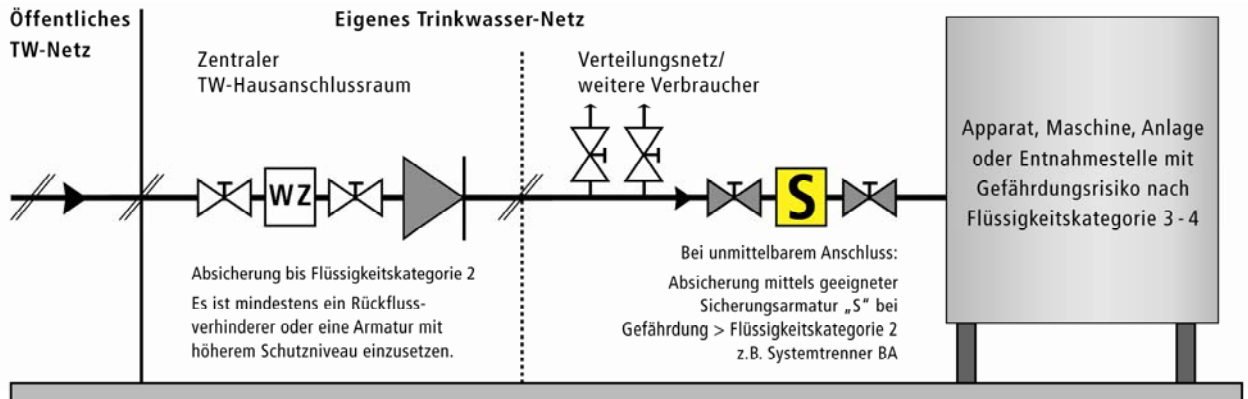 Öffentliches
TW-Netz
Eigenes Trinkwasser-Netz
Zentraler
TW-Hausanschlussraum
Verteilungsnetz/
weitere Verbraucher
WZ
S
Apparat, Maschine, Anlage
oder Entnahmestelle mit
Gefährdungsrisiko nach
Flüssigkeitskategorie 3 - 4
Absicherung bis Flüssigkeitskategorie 2
Es ist mindestens ein Rückfluss-
verhinderer oder eine Armatur mit
höherem Schutzniveau einzusetzen.
Bei unmittelbarem Anschluss:
Absicherung mittels geeigneter
Sicherungsarmatur „S“ bei
Gefährdung > Flüssigkeitskategorie 2
z.B. Systemtrenner BA